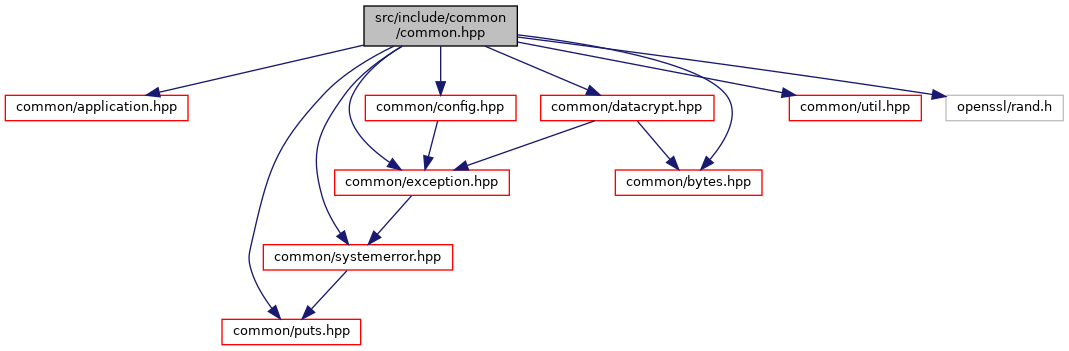 src/include/common
/common.hpp
common/application.hpp
common/config.hpp
common/datacrypt.hpp
common/util.hpp
openssl/rand.h
common/exception.hpp
common/bytes.hpp
common/systemerror.hpp
common/puts.hpp